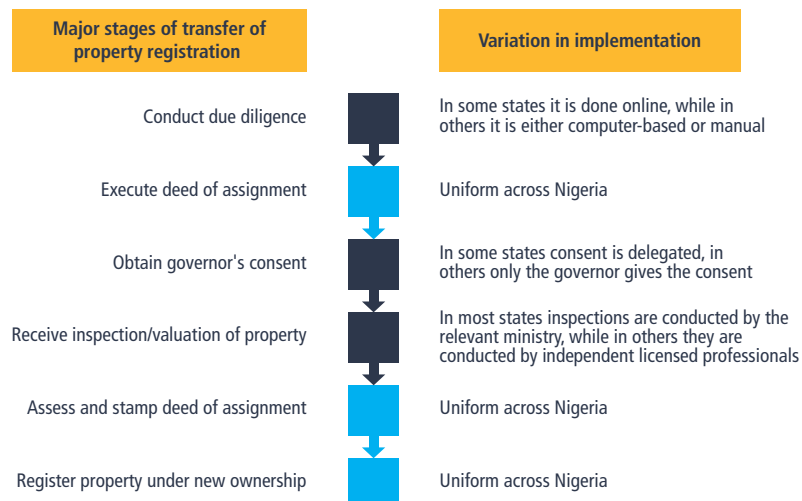 Major stages of transfer of
property registration
Variation in implementation
Conduct due diligence
In some states it is done online, while in
others it is either computer-based or manual
Execute deed of assignment
Uniform across Nigeria
Obtain governor's consent
In some states consent is delegated, in
others only the governor gives the consent
Receive inspection/valuation of property
In most states inspections are conducted by the
relevant ministry, while in others they are
conducted by independent licensed professionals
Assess and stamp deed of assignment
Uniform across Nigeria
Register property under new ownership
Uniform across Nigeria